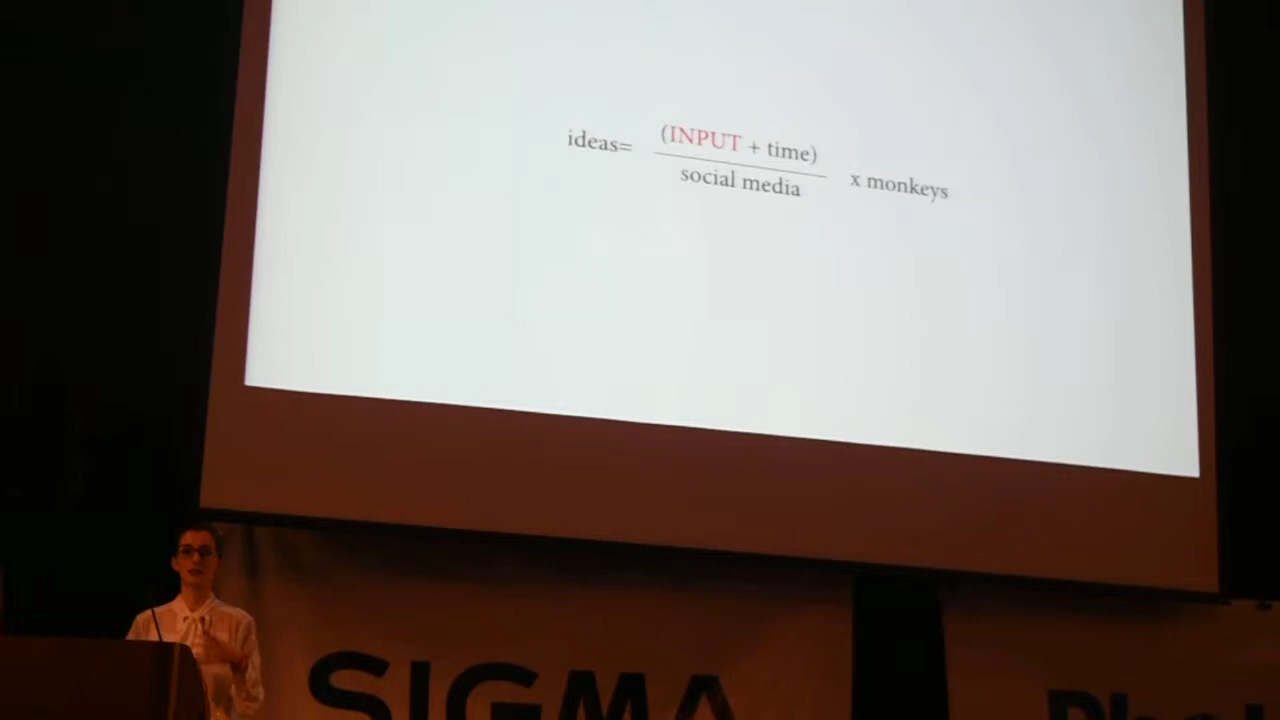 ideas= (INPUT + time)
social media
x monkeys
SIGMA